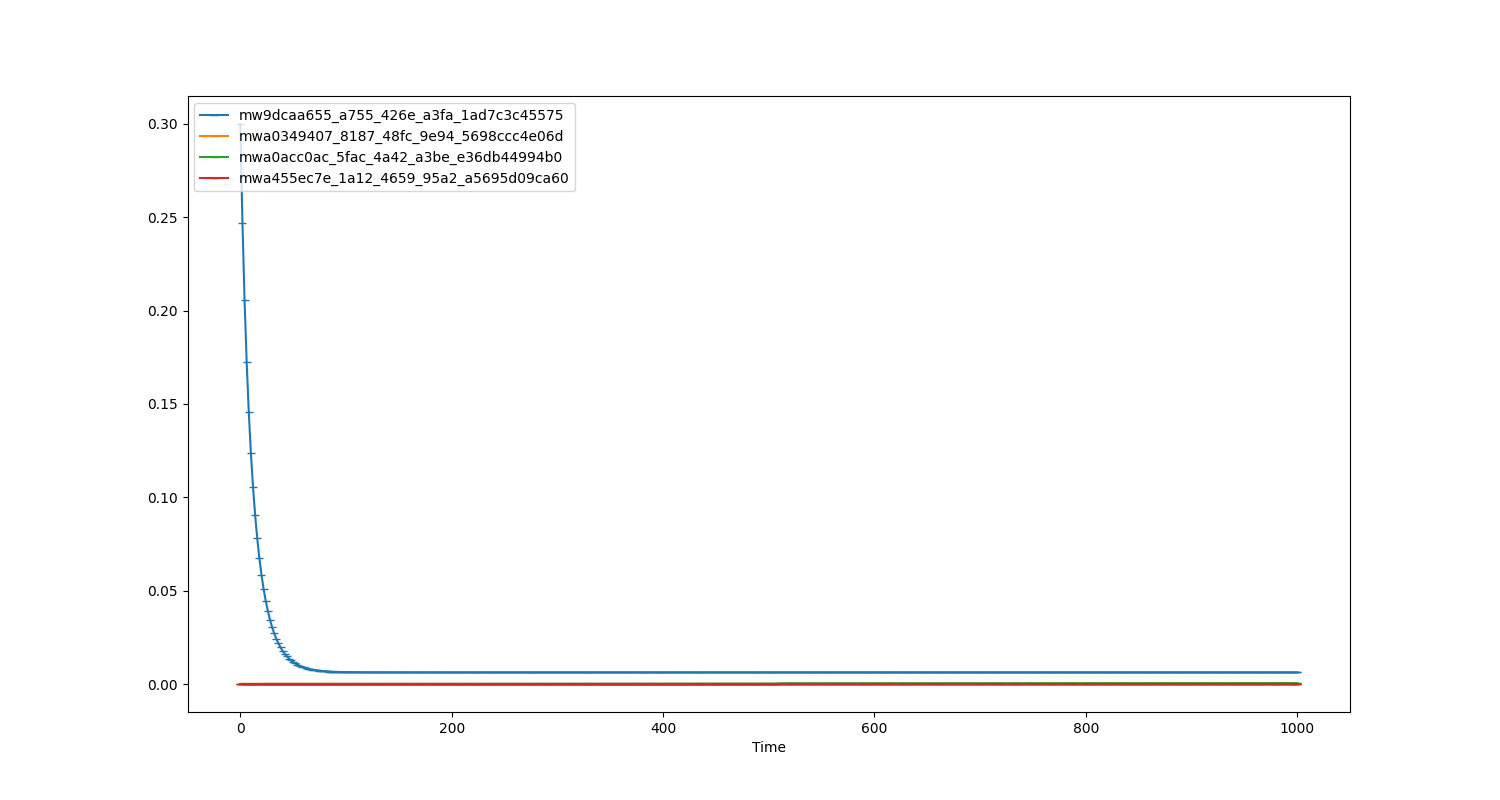 mw9dcaa655_a755_426e_a3fa_1ad7c3c45575
mwa0349407_8187_48fc_9e94_5698ccc4e06d
mwa0acc0ac_5fac_4a42_a3be_e36db44994b0
mwa455ec7e_1a12_4659_95a2_a5695d09ca60
0.30
0.25
0.20
0.15
0.10
0.05
0.00
0 200 400 600 800 1000
Time